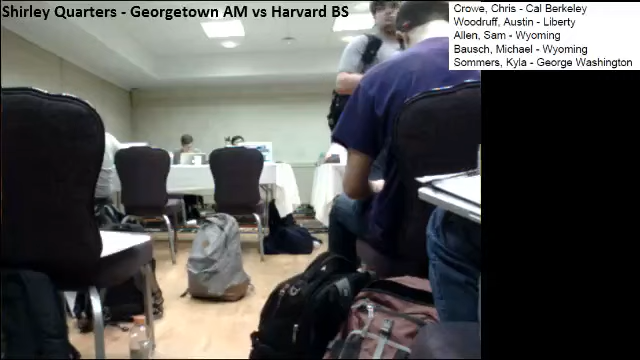 Shirley Quarters - Georgetown AM vs Harvard BS
Crowe, Chris - Cal Berkeley
Woodruff, Austin - Liberty
Allen, Sam - Wyoming
Bausch, Michael - Wyoming
Sommers, Kyla - George Washington